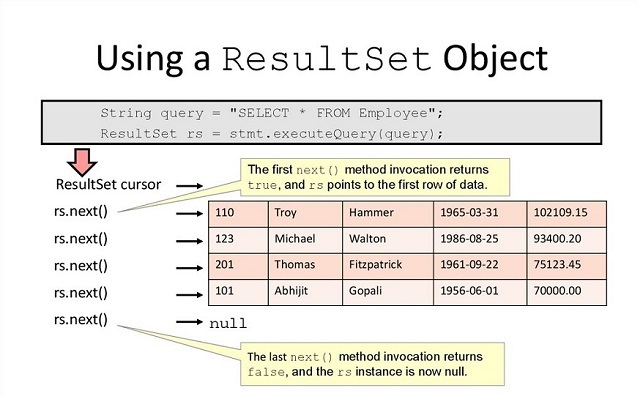 Using a ResultSet Object
String query = "SELECT * FROM Employee";
ResultSet rs = stmt.executeQuery(query);
The first next() method invocation returns
true, and rs points to the first row of data.
ResultSet cursor
rs.next() 110 Troy Hammer 1965-03-31 102109.15
rs.next() 123 Michael Walton 1986-08-25 93400.20
rs.next() 201 Thomas Fitzpatrick 1961-09-22 75123.45
rs.next() 101 Abhijit Gopali 1956-06-01 70000.00
rs.next() null
The last next() method invocation returns
false, and the rs instance is now null.